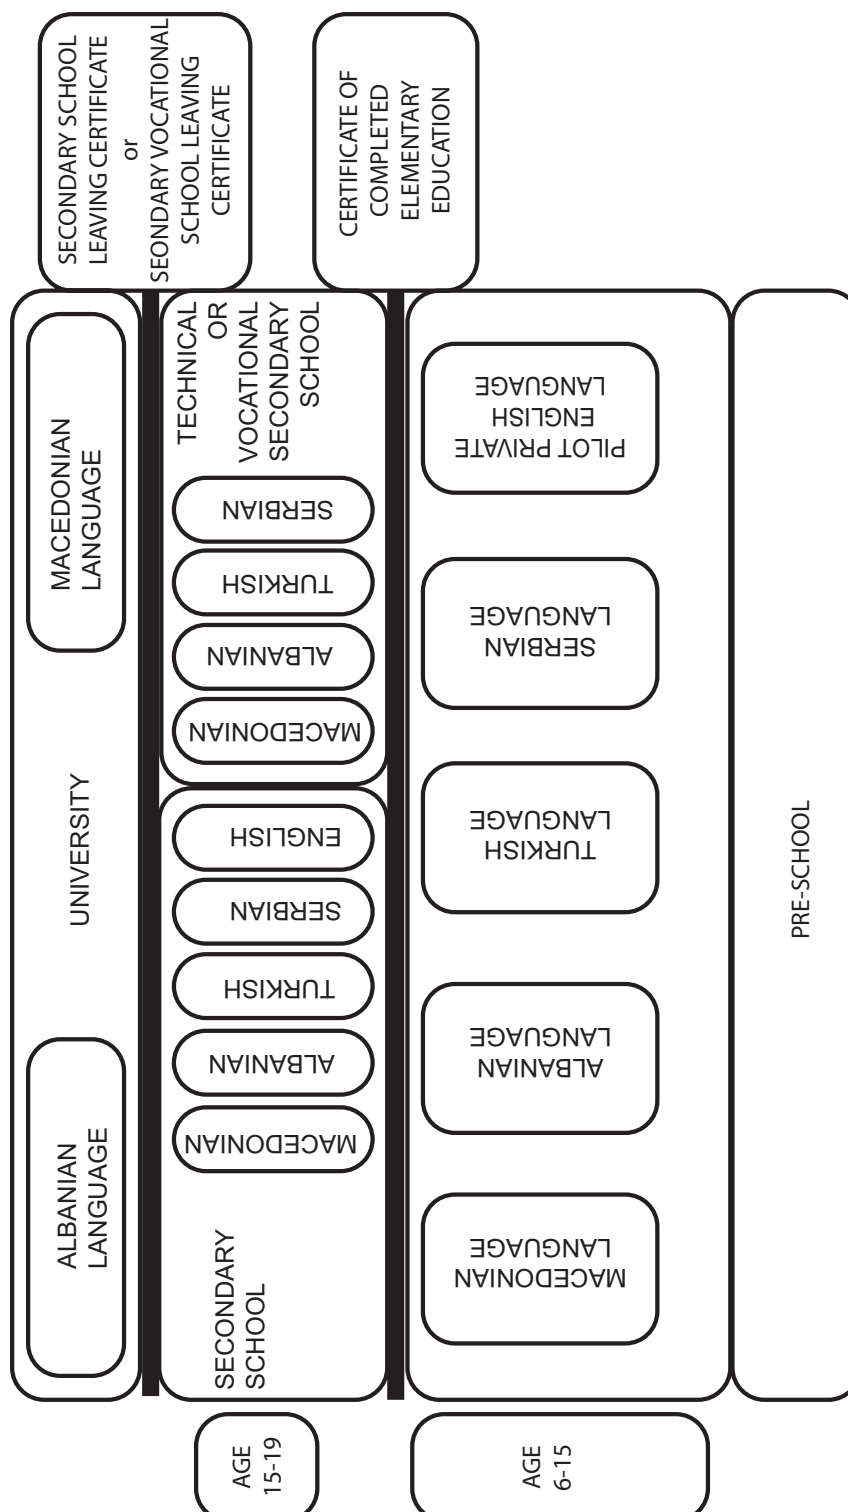 ALBANIAN
LANGUAGE
UNIVERSITY
MACEDONIAN
LANGUAGE
SECONDARY SCHOOL
LEAVING CERTIFICATE
or
SEONDARY VOCATIONAL
SCHOOL LEAVING
CERTIFICATE
AGE
15-19
SECONDARY
SCHOOL
MACEDONIAN
ALBANIAN
TURKISH
SERBIAN
ENGLISH
MACEDONIAN
ALBANIAN
TURKISH
SERBIAN
TECHNICAL
OR
VOCATIONAL
SECONDARY
SCHOOL
CERTIFICATE OF
COMPLETED
ELEMENTARY
EDUCATION
AGE
6-15
MACEDONIAN
LANGUAGE
ALBANIAN
LANGUAGE
TURKISH
LANGUAGE
SERBIAN
LANGUAGE
PILOT PRIVATE
ENGLISH
LANGUAGE
PRE-SCHOOL